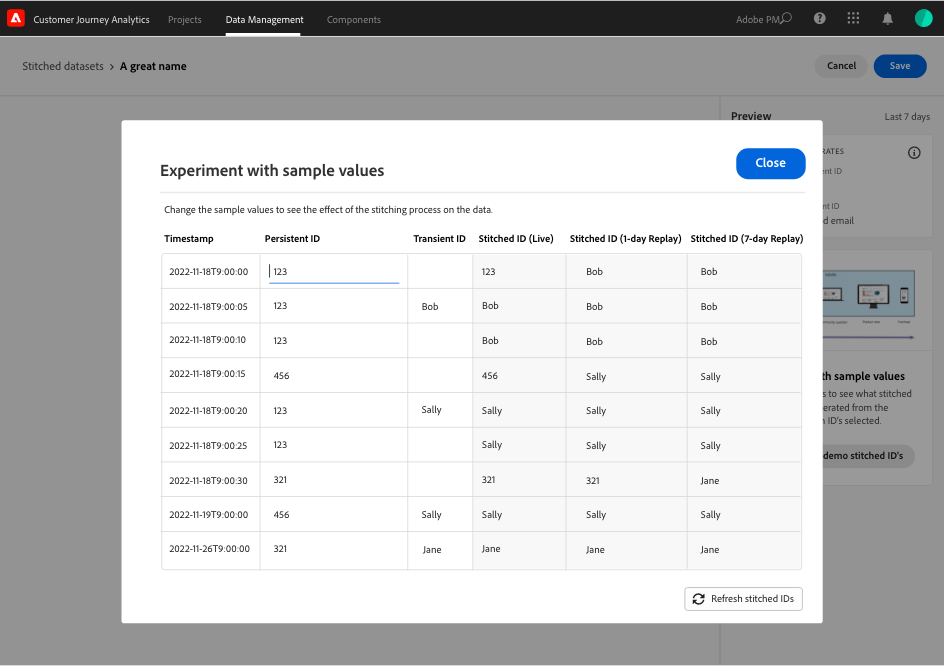 Customer Journey Analytics Projects Data Management Components Adobe PM
Stitched datasets > A great name Cancel Save
Preview Last 7 days
Experiment with sample values Close
RATES
ent ID
ent ID
d email
Change the sample values to see the effect of the stitching process on the data.
Timestamp Persistent ID Transient ID Stitched ID (Live) Stitched ID (1-day Replay) Stitched ID (7-day Replay)
2022-11-18T9:00:00 123 123 Bob Bob
2022-11-18T9:00:05 123 Bob Bob Bob Bob
2022-11-18T9:00:10 123 Bob Bob Bob
2022-11-18T9:00:15 456 456 Sally Sally
2022-11-18T9:00:20 123 Sally Sally Sally Sally
2022-11-18T9:00:25 123 Sally Sally Sally
2022-11-18T9:00:30 321 321 321 Jane
2022-11-19T9:00:00 456 Sally Sally Sally Sally
2022-11-26T9:00:00 321 Jane Jane Jane Jane
th sample values
s to see what stitched
erated from the
n ID's selected.
demo stitched ID's
Refresh stitched IDs